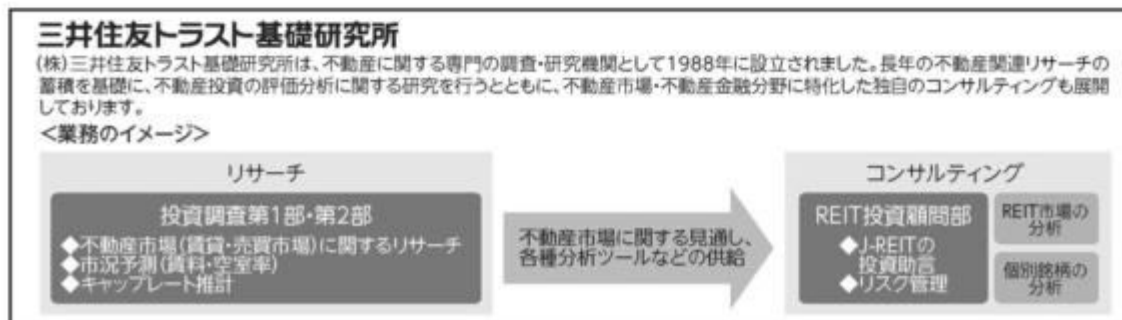 三井住友トラスト基礎研究所
(株)三井住友トラスト基礎研究所は、不動産に関する専門の調査・研究機関として1988年に設立されました。長年の不動産関連リサーチの
蓄積を基礎に、不動産投資の評価分析に関する研究を行うとともに、不動産市場・不動産金融分野に特化した独自のコンサルティングも展開
しております。
<業務のイメージ>
リサーチ
投資調査第1部・第2部
◆不動産市場(賃貸・売買市場)に関するリサーチ
◆市況予測(賃料・空室率)
◆キャップレート推計
不動産市場に関する見通し、
各種分析ツールなどの供給
コンサルティング
REIT投資顧問部
◆J-REITの
投資助言
◆リスク管理
REIT市場の
分析
個別銘柄の
分析